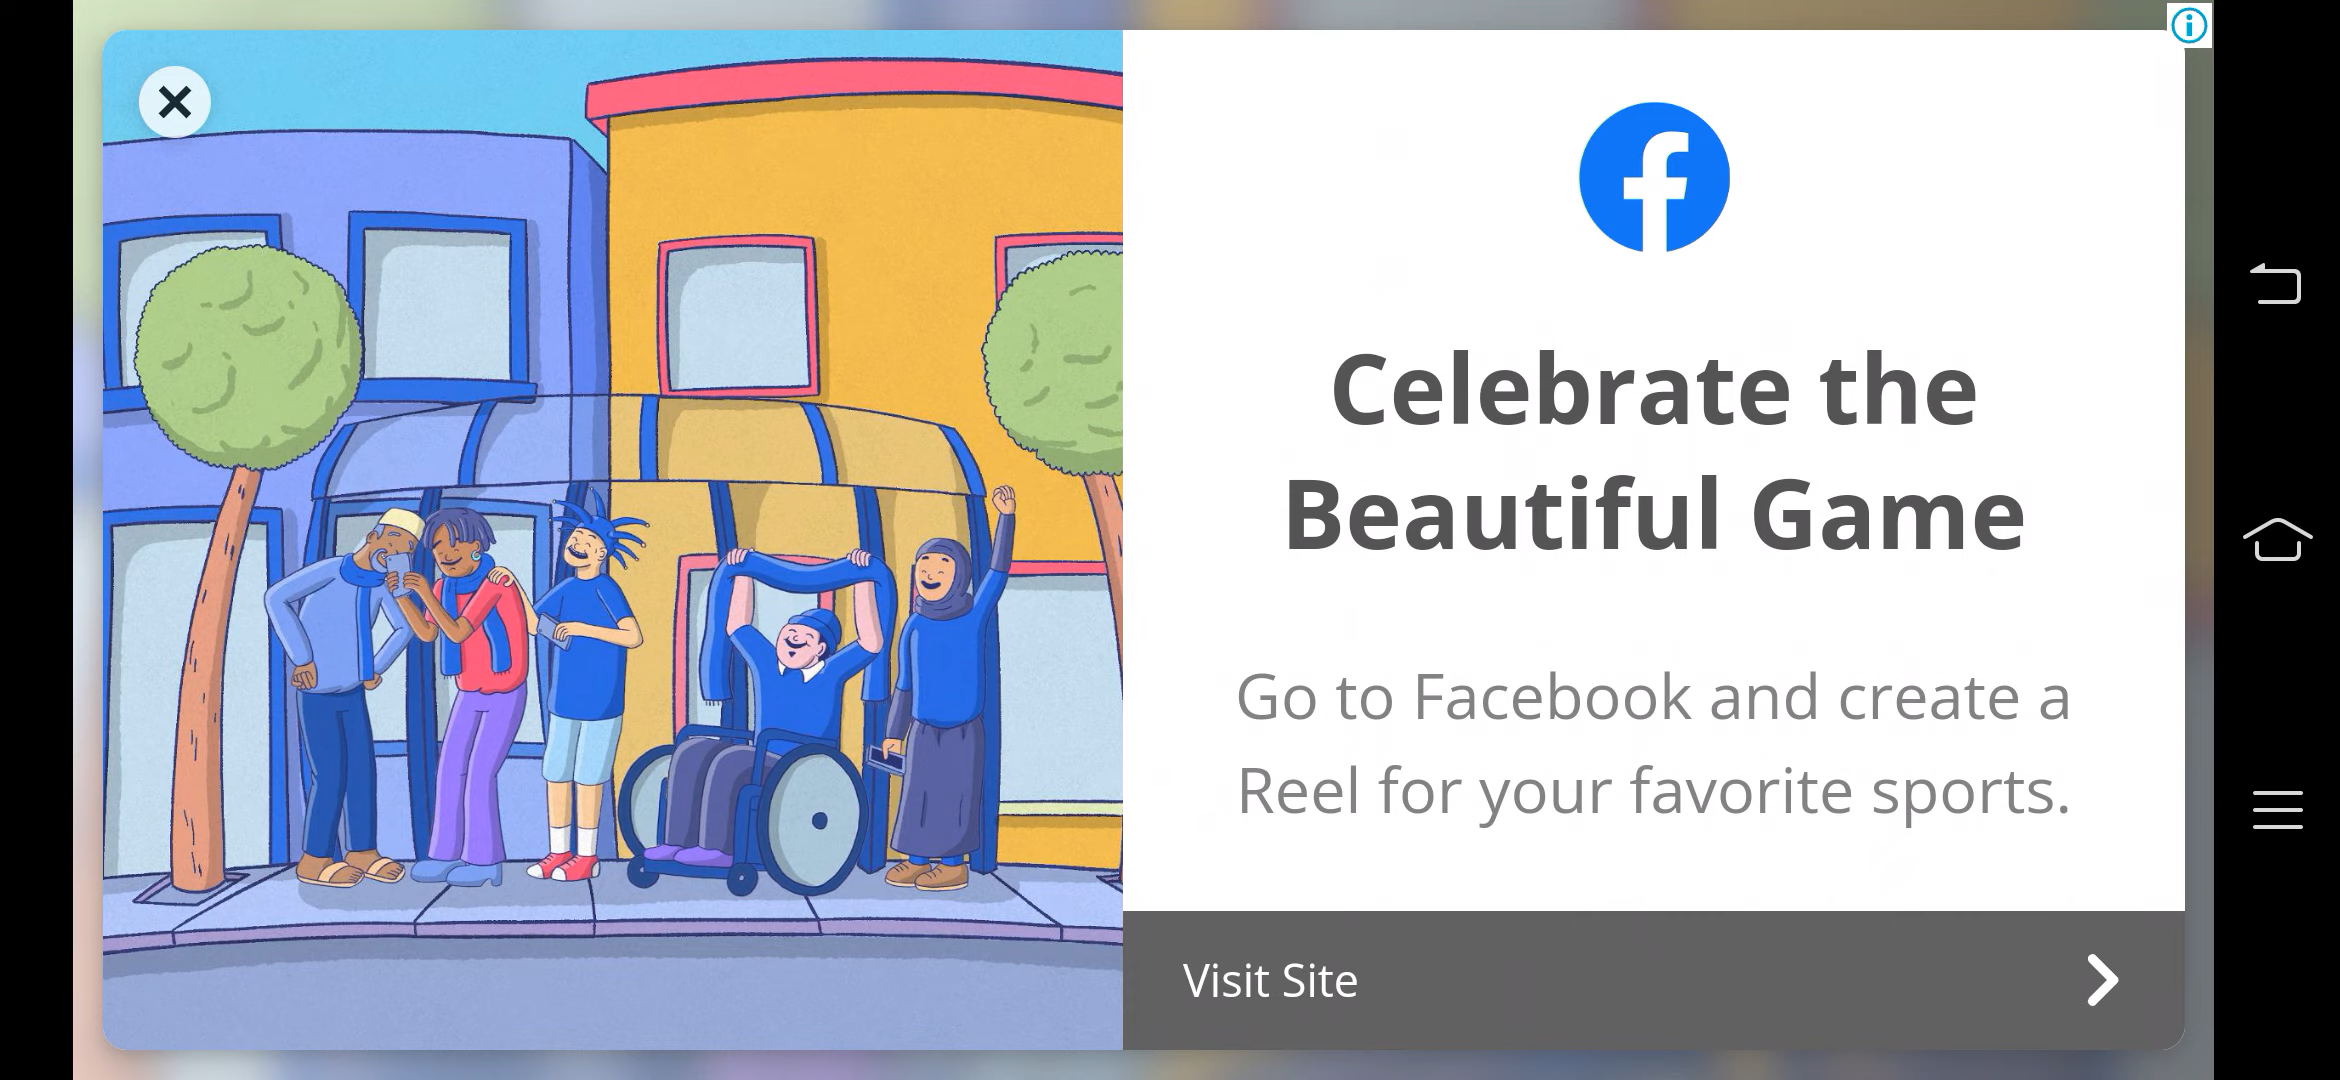 Celebrate the
Beautiful Game
Go to Facebook and create a
Reel for your favorite sports.
Visit Site